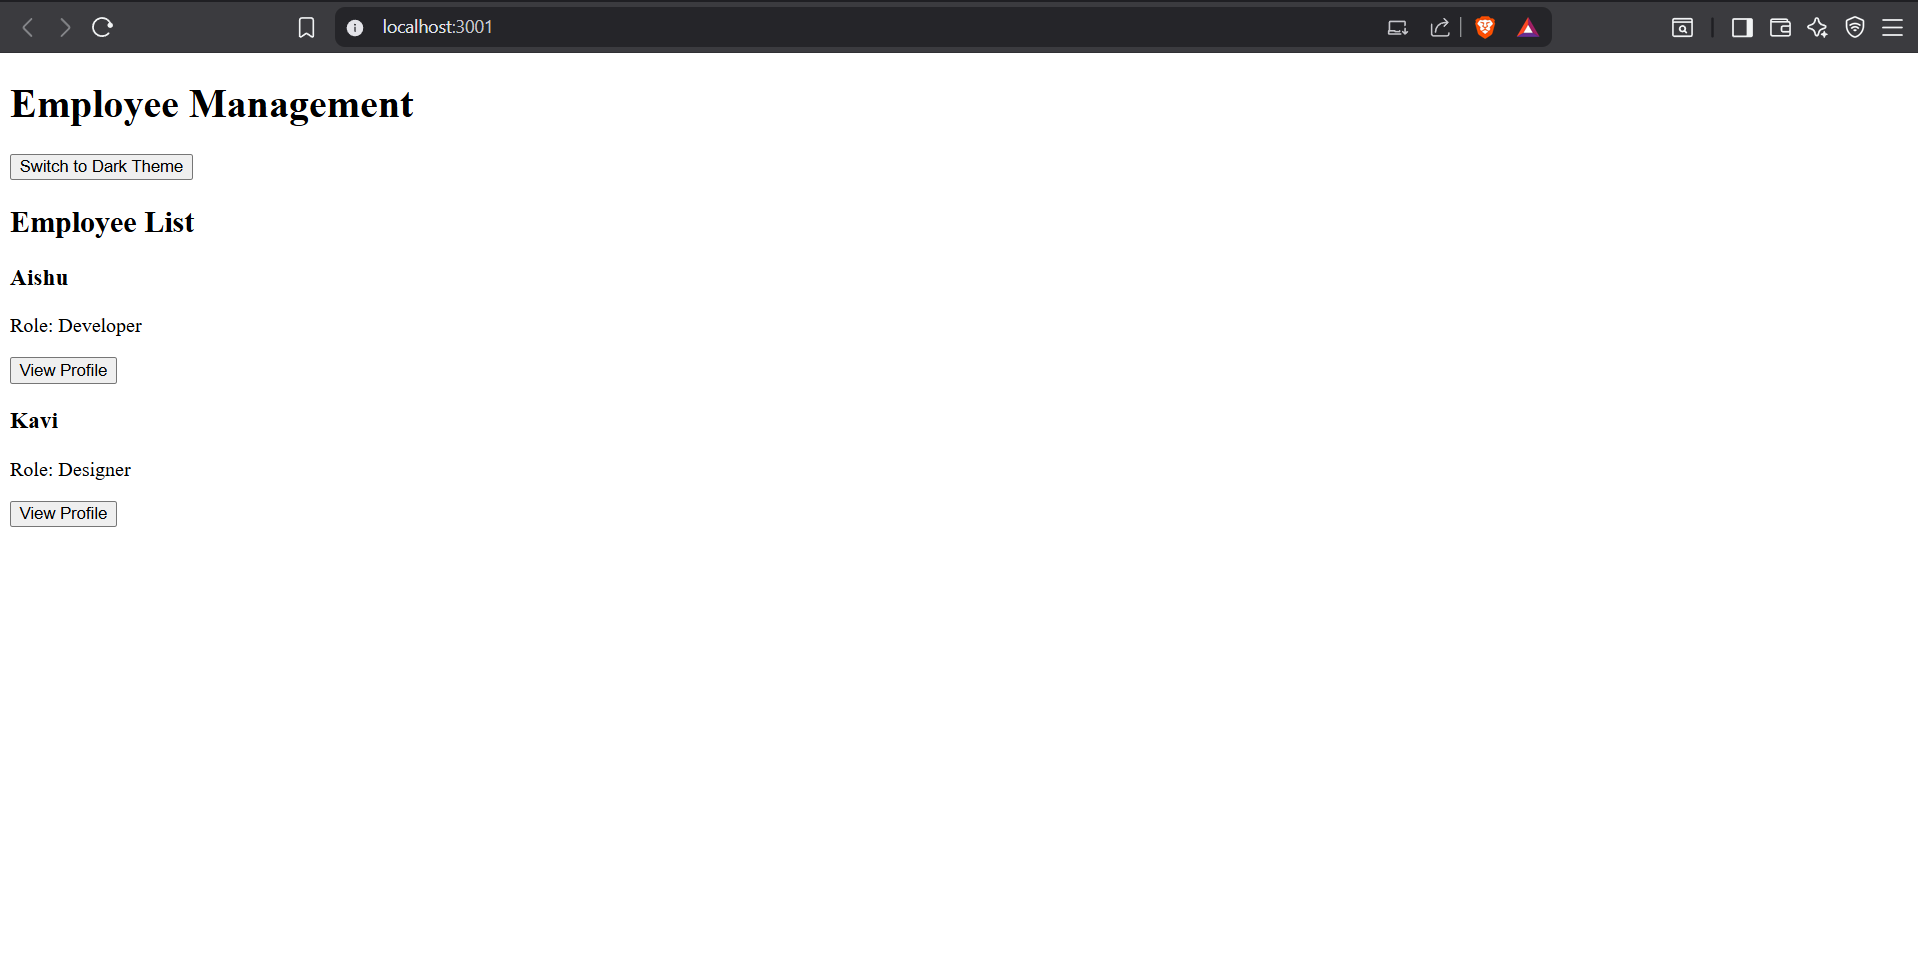 localhost:3001
Employee Management
Switch to Dark Theme
Employee List
Aishu
Role: Developer
View Profile
Kavi
Role: Designer
View Profile